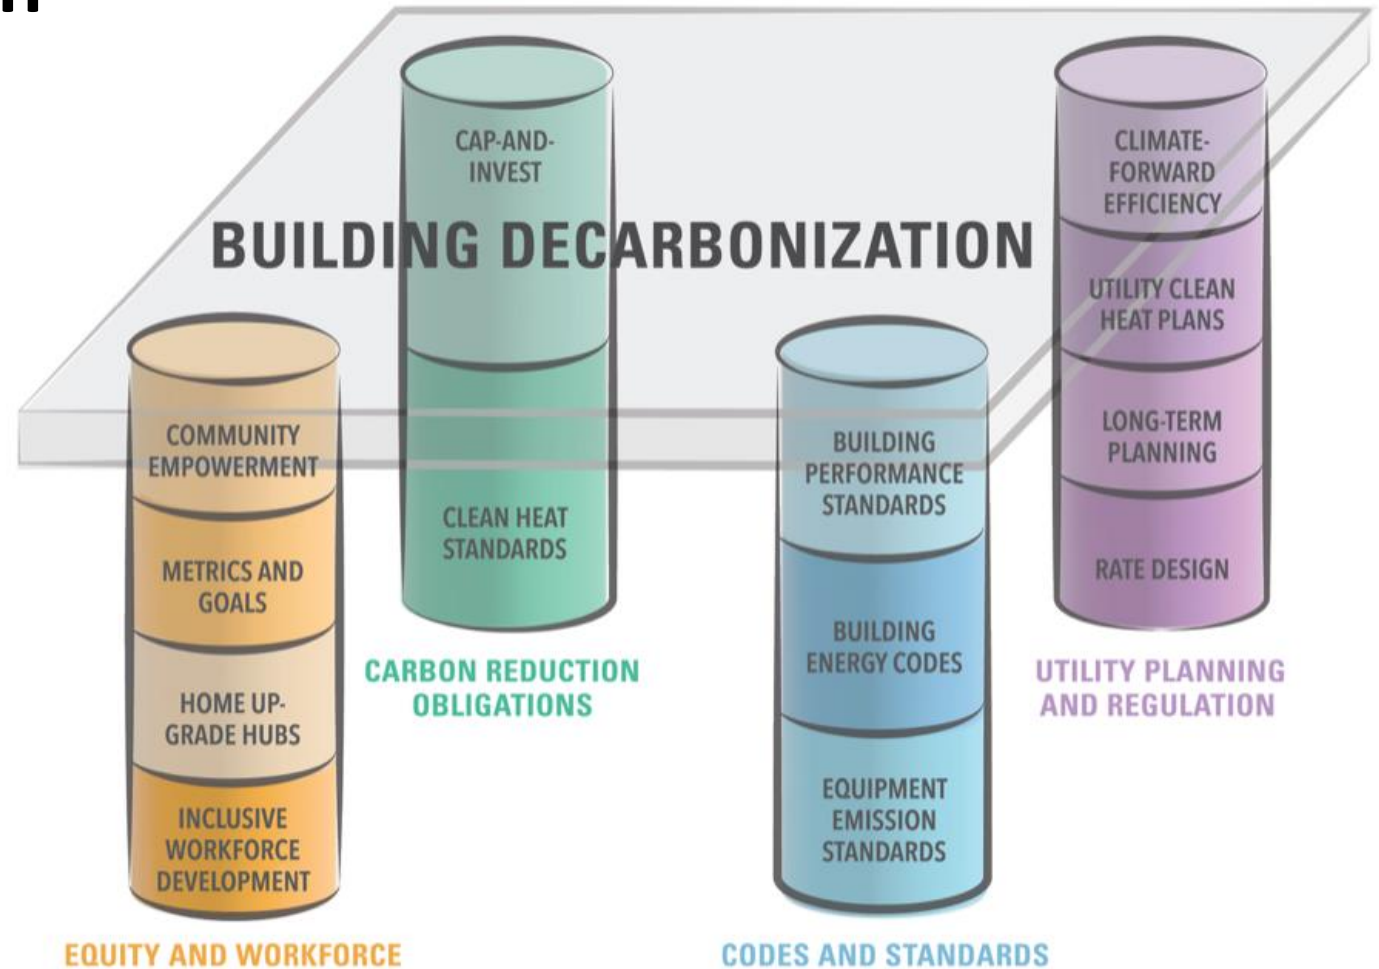 CAP-AND-
INVEST
CLIMATE-
FORWARD
EFFICIENCY
BUILDING DECARBONIZATION
UTILITY CLEAN
HEAT PLANS
COMMUNITY
EMPOWERMENT
BUILDING
PERFORMANCE
STANDARDS
LONG-TERM
PLANNING
CLEAN HEAT
STANDARDS
METRICS AND
GOALS
RATE DESIGN
BUILDING
ENERGY CODES
CARBON REDUCTION
OBLIGATIONS
UTILITY PLANNING
AND REGULATION
HOME UP-
GRADE HUBS
EQUIPMENT
EMISSION
STANDARDS
INCLUSIVE
WORKFORCE
DEVELOPMENT
EQUITY AND WORKFORCE
CODES AND STANDARDS